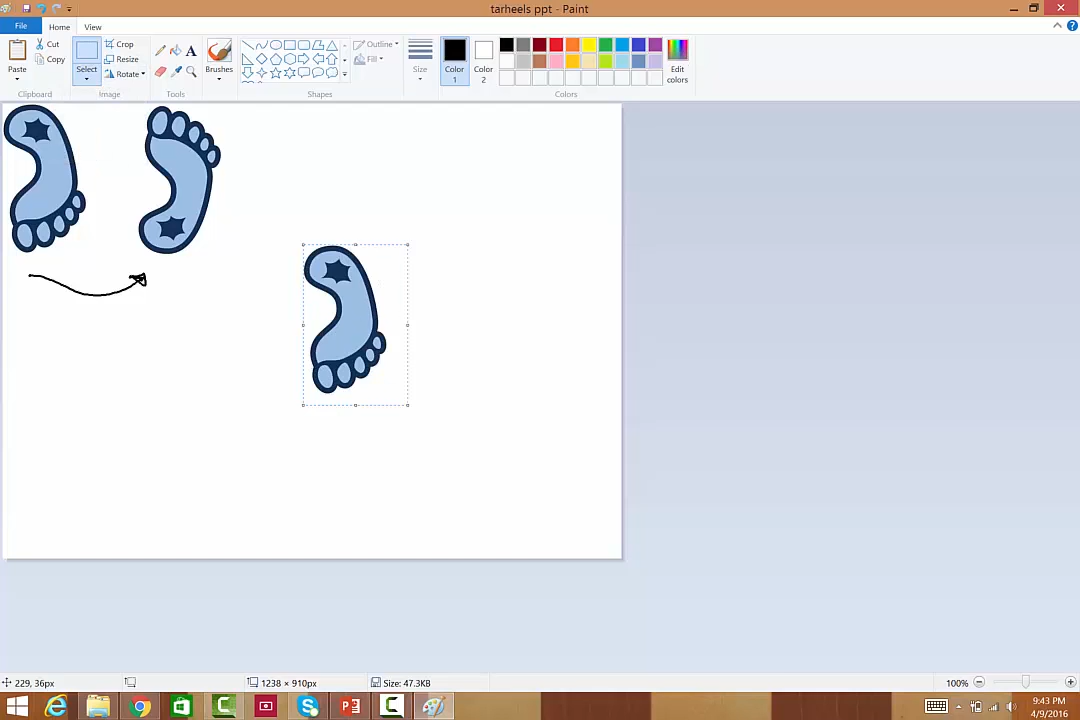 tarheels ppt - Paint
File Home View
Paste
Cut
Copy
Clipboard
Select
Crop
Resize
Rotate
Image
A
Tools
Brushes
Outline
Fill
Shapes
Size
Color
1
Color
2
Edit
colors
Colors
229, 36px
1238 × 910px
Size: 47.3KB
100%
9:43 PM
4/9/2016